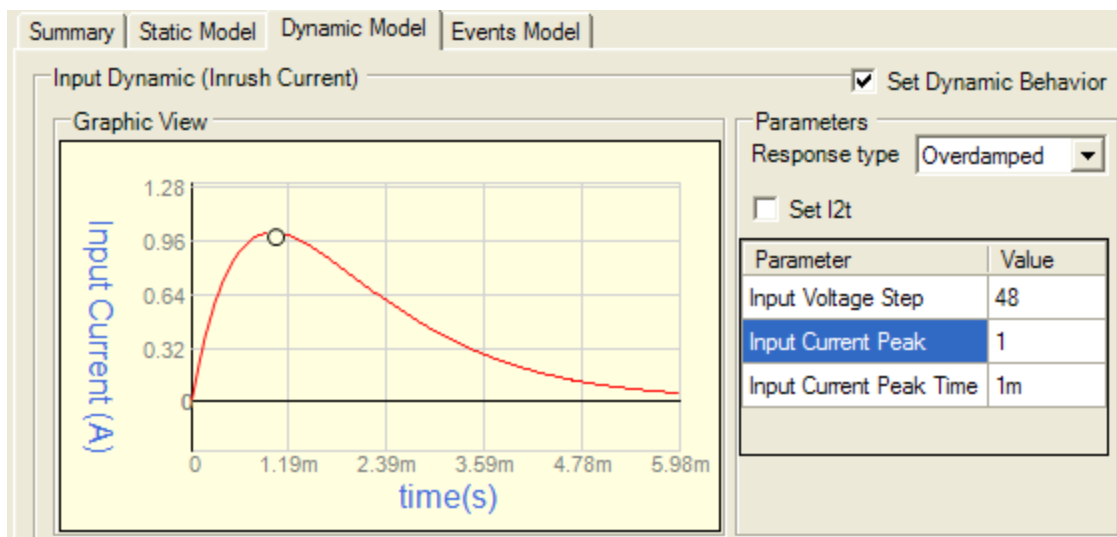 Summary Static Model Dynamic Model Events Model
Input Dynamic (Inrush Current) Set Dynamic Behavior
Graphic View
1.28
0.96
0.64
0.32
0
Input Current (A)
0 1.19m 2.39m 3.59m 4.78m 5.98m
time(s)
Parameters
Response type Overdamped
Set I2t
Parameter Value
Input Voltage Step 48
Input Current Peak 1
Input Current Peak Time 1m